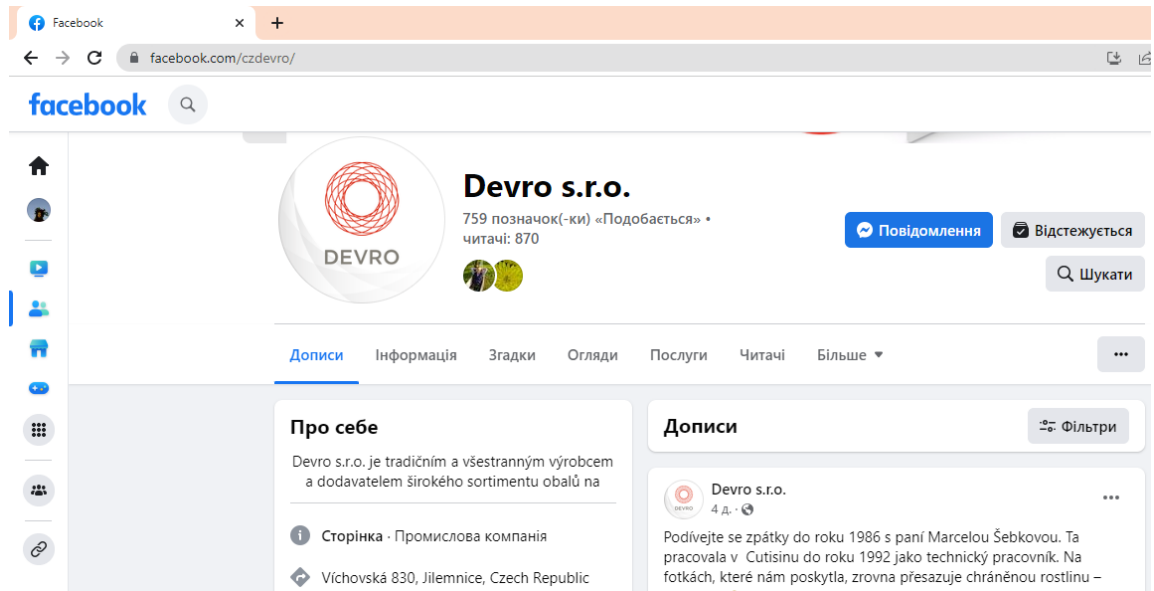 Facebook
facebook.com/czdevro/
facebook
DEVRO
Devro s.r.o.
759 позначок(-ки) «Подобається» •
читачі: 870
Повідомлення
Відстежується
Шукати
Дописи Інформація Згадки Огляди Послуги Читачі Більше
Про себе
Devro s.r.o. je tradičním a všestranným výrobcem
a dodavatelem širokého sortimentu obalů na
Сторінка · Промислова компанія
Víchovská 830, Jilemnice, Czech Republic
Дописи
Фільтри
DEVRO
Devro s.r.o.
4 д. ·
Podívejte se zpátky do roku 1986 s paní Marcelou Šebkovou. Ta
pracovala v Cutisinu do roku 1992 jako technický pracovník. Na
fotkách, které nám poskytla, zrovna přesazuje chráněnou rostlinu –